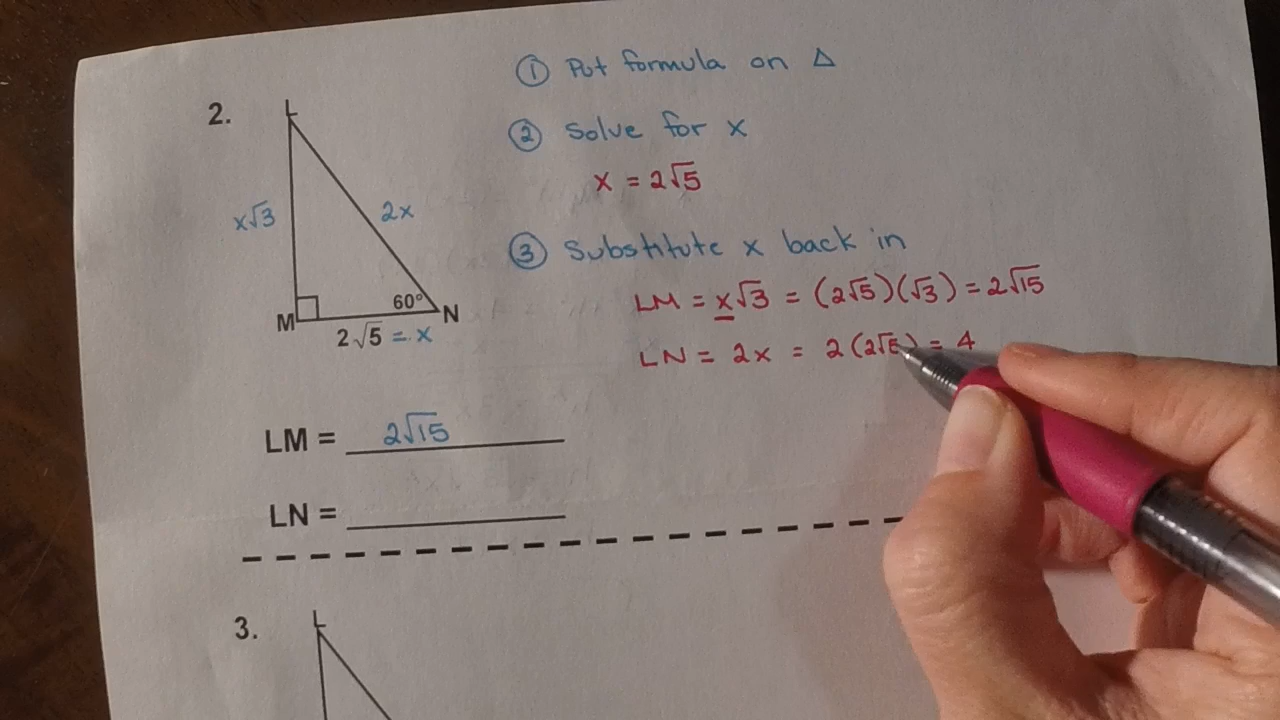 ① Put formula on △
2.
L
② Solve for x
x = 2√5
x√3
2x
③ Substitute x back in
LM = x√3 = (2√5)(√3) = 2√15
60°
M
N
2√5 = x
LN = 2x = 2(2√5) = 4
LM = 2√15
LN =
3.
L